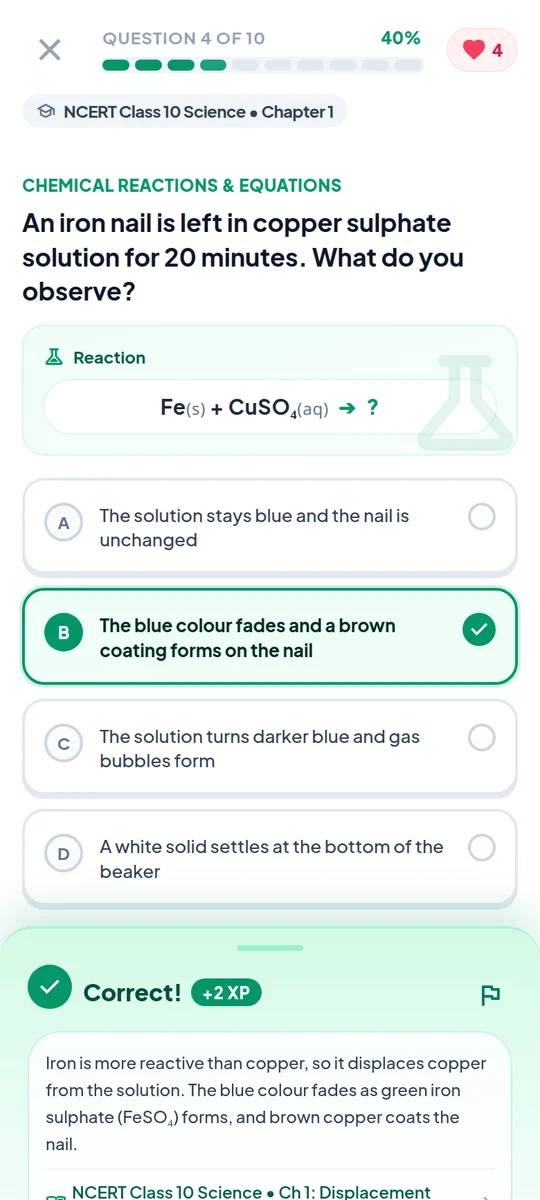 QUESTION 4 OF 10
40%
4
NCERT Class 10 Science • Chapter 1
CHEMICAL REACTIONS & EQUATIONS
An iron nail is left in copper sulphate
solution for 20 minutes. What do you
observe?
Reaction
Fe(s) + CuSO₄(aq) → ?
A
The solution stays blue and the nail is
unchanged
B
The blue colour fades and a brown
coating forms on the nail
C
The solution turns darker blue and gas
bubbles form
D
A white solid settles at the bottom of the
beaker
Correct!
+2 XP
Iron is more reactive than copper, so it displaces copper
from the solution. The blue colour fades as green iron
sulphate (FeSO₄) forms, and brown copper coats the
nail.
NCERT Class 10 Science • Ch 1: Displacement